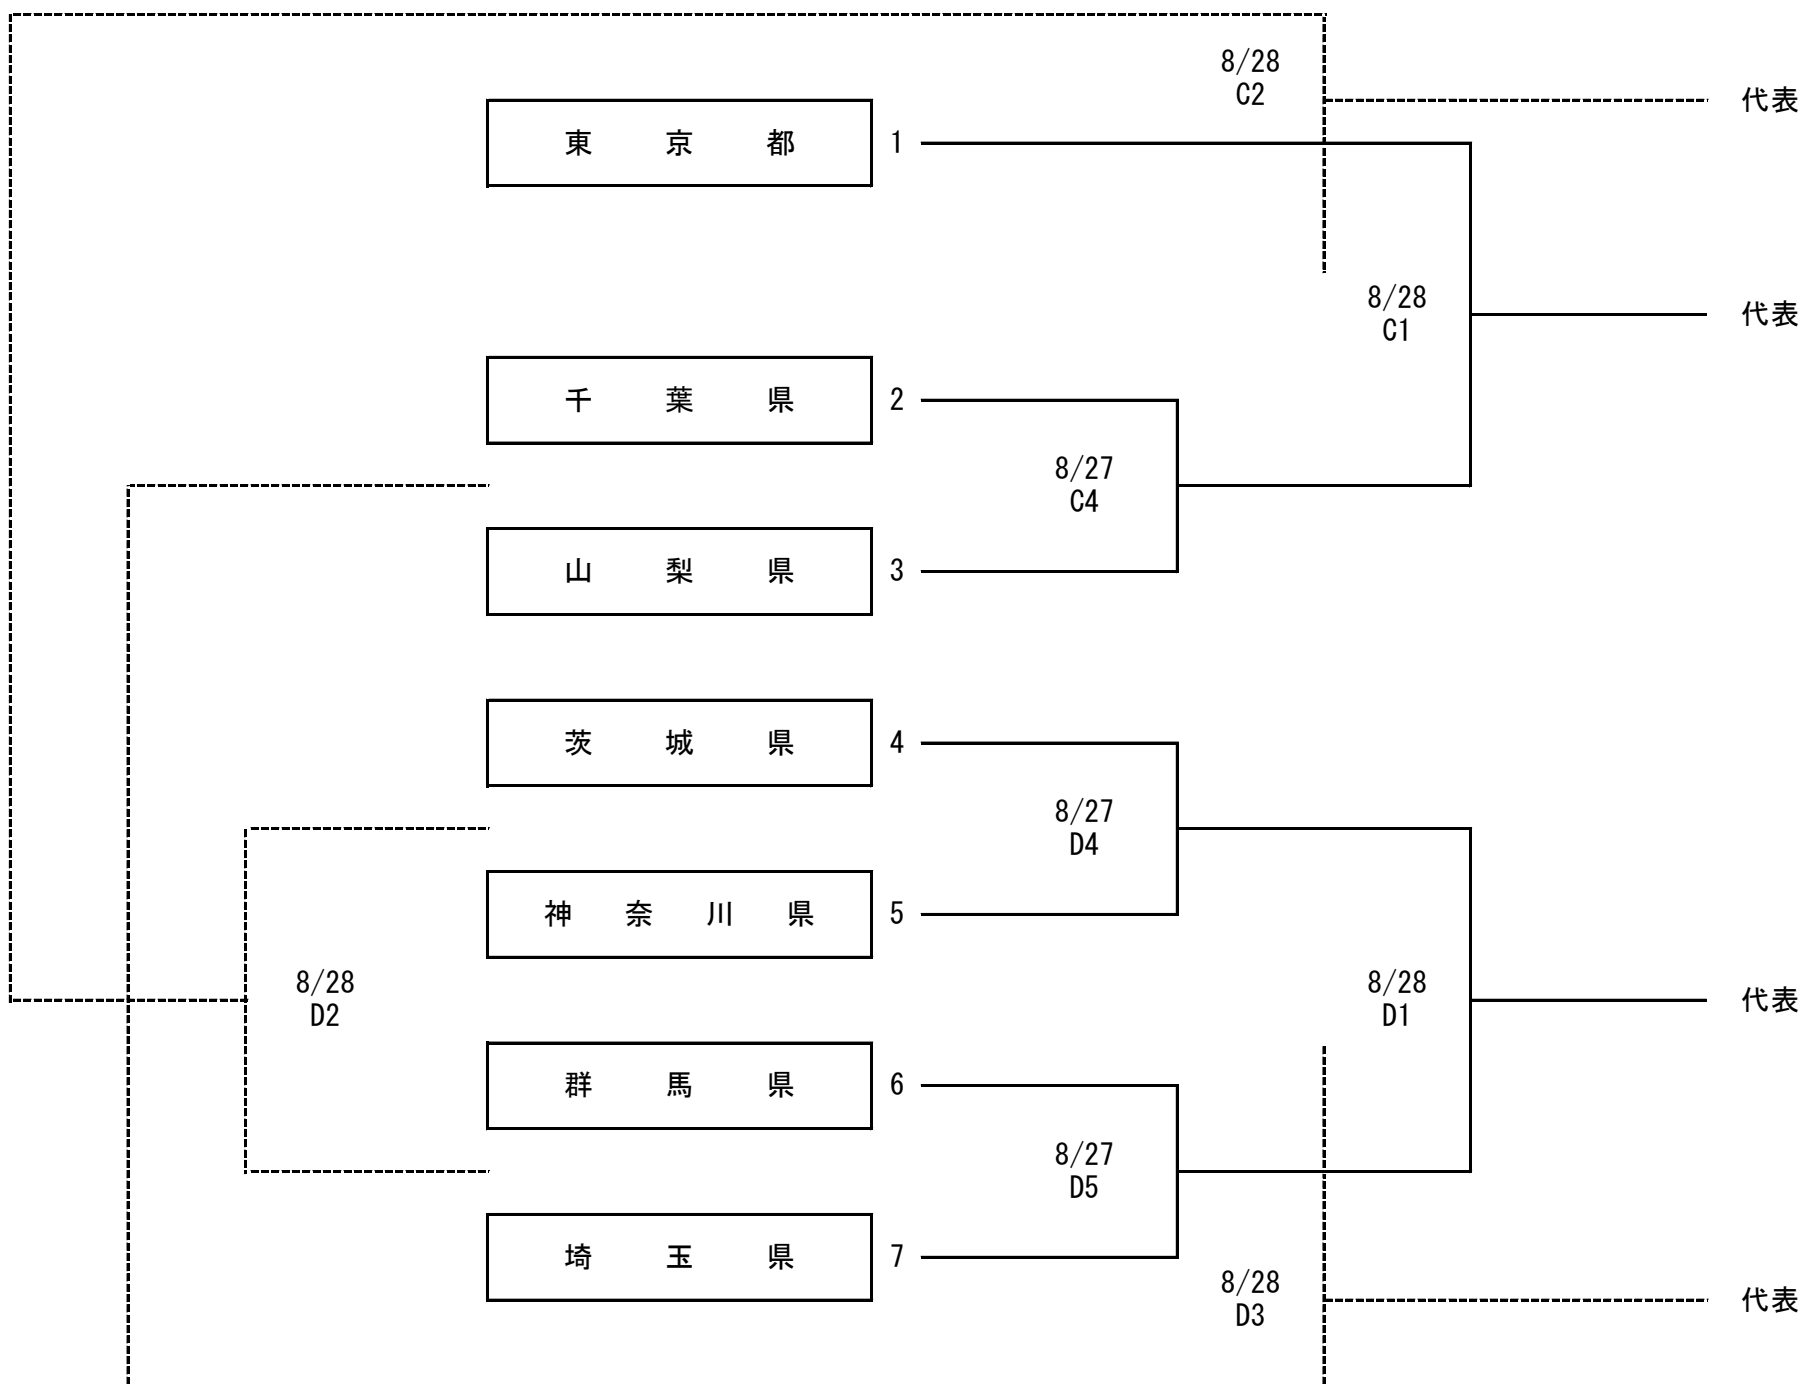 8/28
C2
代表
東京都 1
8/28
C1
代表
千葉県 2
8/27
C4
山梨県 3
茨城県 4
8/27
D4
神奈川県 5
8/28
D2
8/28
D1
代表
群馬県 6
8/27
D5
埼玉県 7
8/28
D3
代表